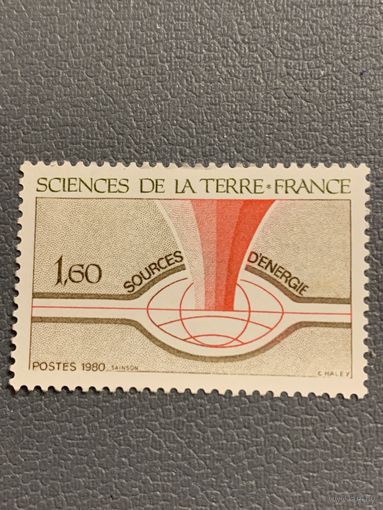 SCIENCES DE LA TERRE*FRANCE
1,60
SOURCES D'ENERGIE
POSTES 1980 SAINSON C HALEY